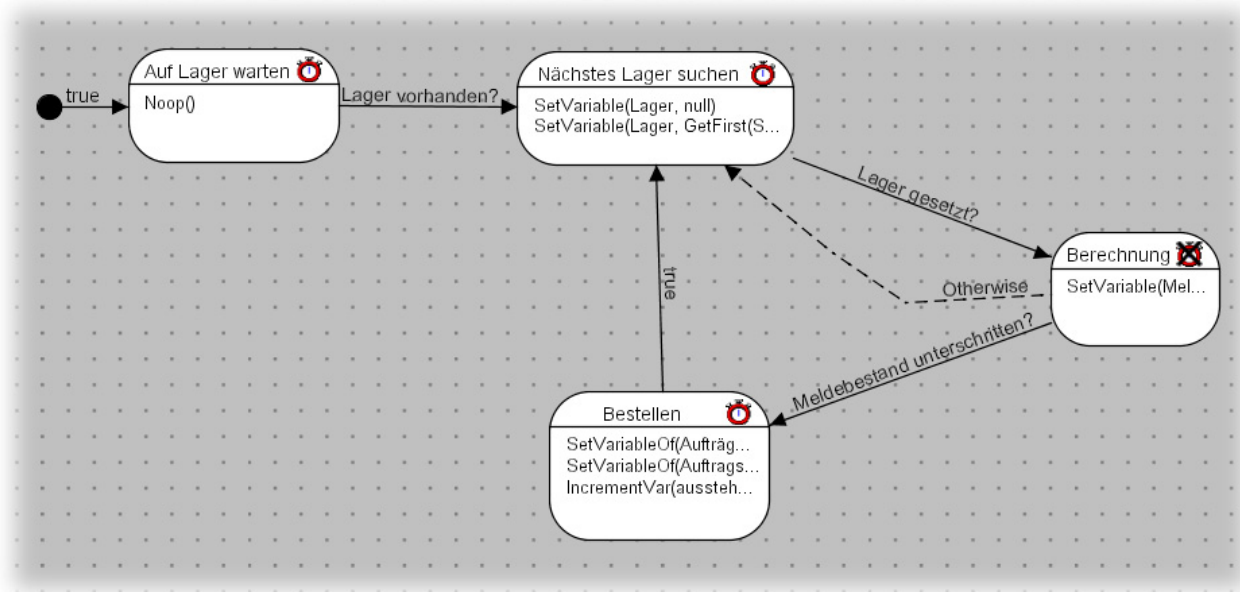 Auf Lager warten
Nächstes Lager suchen
true
Noop()
Lager vorhanden?
SetVariable(Lager, null)
SetVariable(Lager, GetFirst(S...
Lager gesetzt?
Berechnung
SetVariable(Mel...
Otherwise
true
Meldebestand unterschritten?
Bestellen
SetVariableOf(Aufträg...
SetVariableOf(Auftrags...
IncrementVar(aussteh...